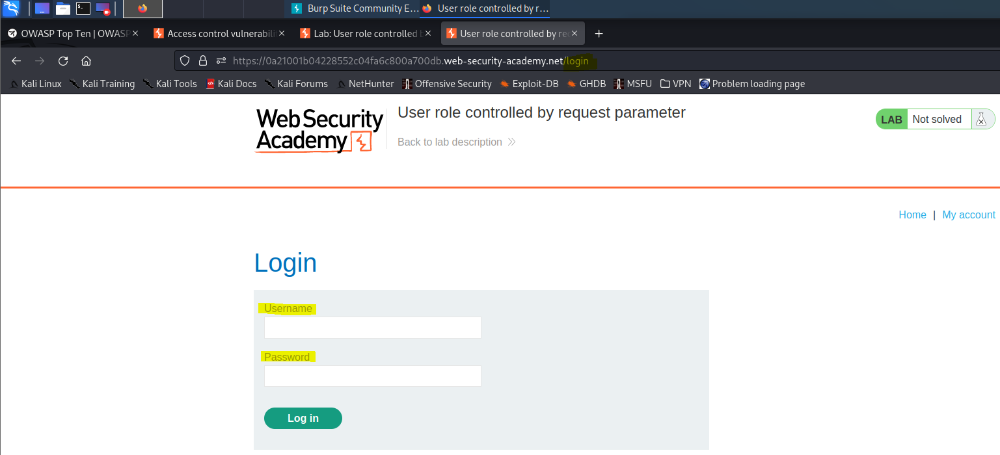 Burp Suite Community E... User role controlled by r...
OWASP Top Ten | OWASP Access control vulnerabili Lab: User role controlled b User role controlled by re
https://0a21001b04228552c04fa6c800a700db.web-security-academy.net/login
Kali Linux Kali Training Kali Tools Kali Docs Kali Forums NetHunter Offensive Security Exploit-DB GHDB MSFU VPN Problem loading page
Web Security
Academy
User role controlled by request parameter
Back to lab description
LAB Not solved
Home | My account
Login
Username
Password
Log in